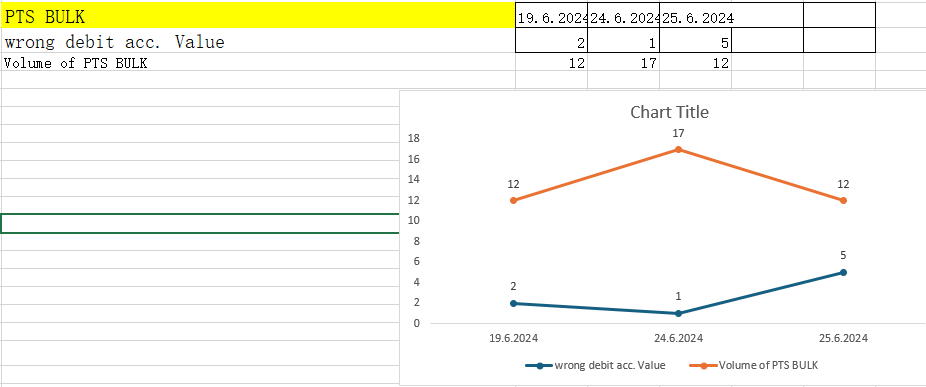 PTS BULK 19.6.2024 24.6.2024 25.6.2024
wrong debit acc. Value 2 1 5
Volume of PTS BULK 12 17 12
Chart Title
18
16
14
12
10
8
6
4
2
0
12 17 12
2 1 5
19.6.2024 24.6.2024 25.6.2024
wrong debit acc. Value Volume of PTS BULK